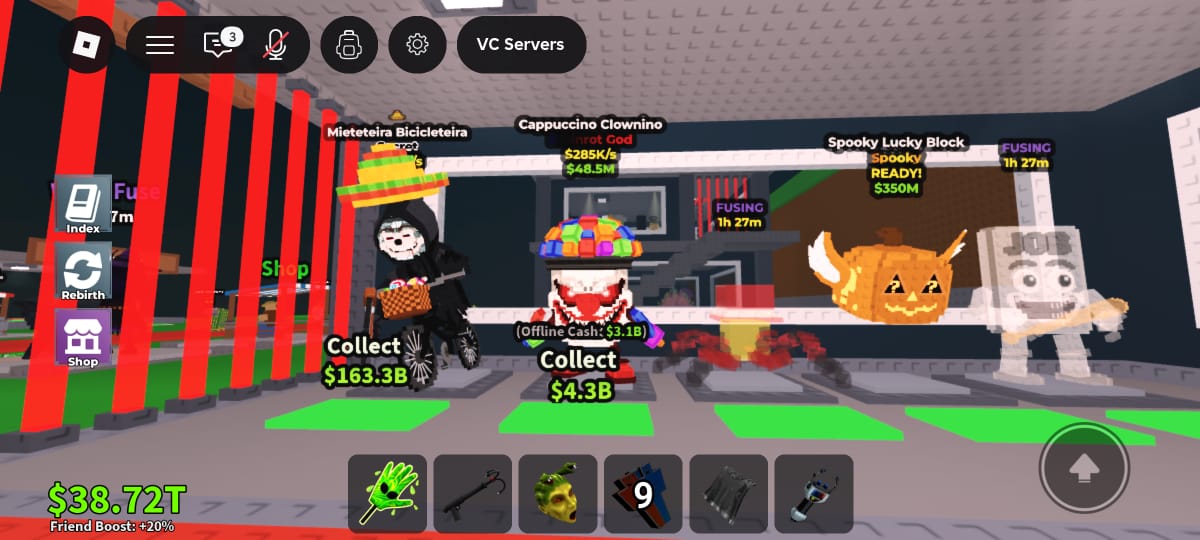 3
VC Servers
Mieteteira Bicicleteira
Secret
Cappuccino Clownino
$285K/s
$48.5M
Spooky Lucky Block
Spooky
READY!
$350M
FUSING
1h 27m
FUSING
1h 27m
Fuse
7m
Index
Rebirth
Shop
Shop
JOB
Collect
$163.3B
(Offline Cash: $3.1B)
Collect
$4.3B
$38.72T
Friend Boost: +20%
9